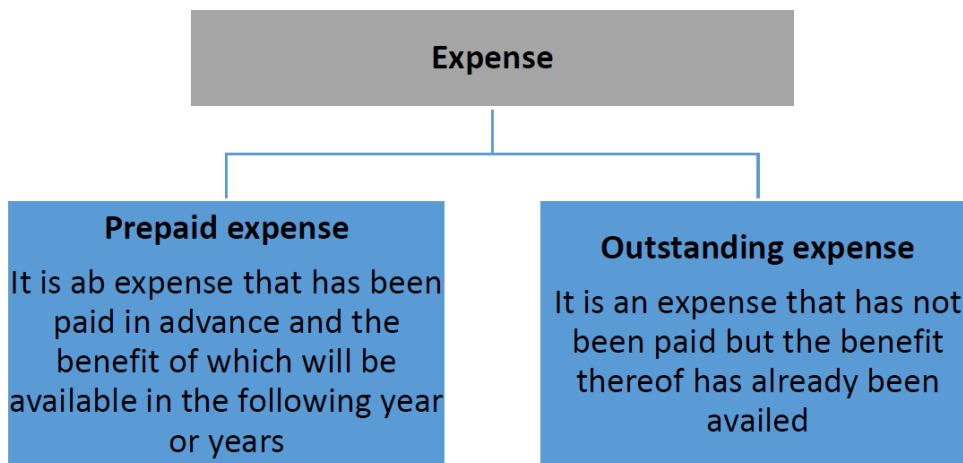 Expense
Prepaid expense
It is ab expense that has been
paid in advance and the
benefit of which will be
available in the following year
or years
Outstanding expense
It is an expense that has not
been paid but the benefit
thereof has already been
availed